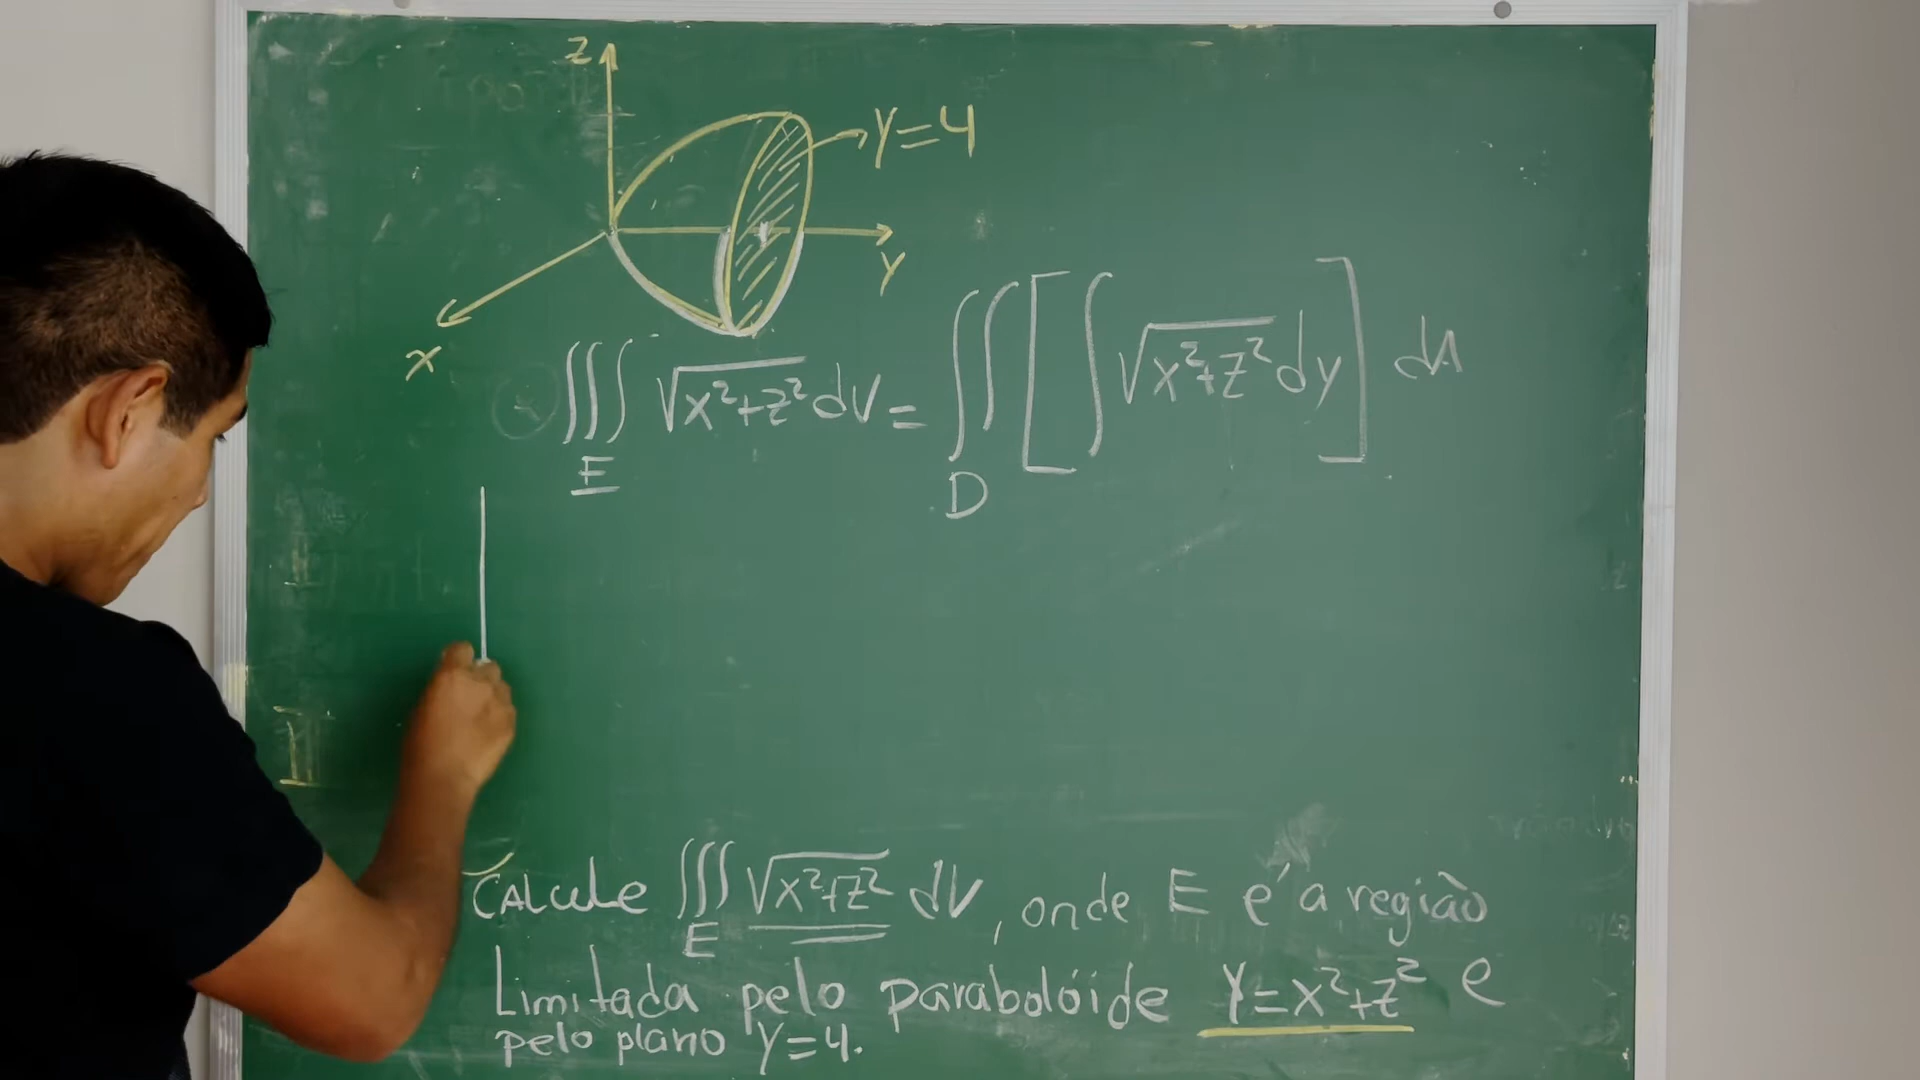 z
y=4
y
x
∭_E √(x²+z²) dV = ∬_D [∫ √(x²+z²) dy] dA
II
Calcule ∭_E √(x²+z²) dV, onde E é a região
Limitada pelo parabolóide y=x²+z² e
pelo plano y=4.